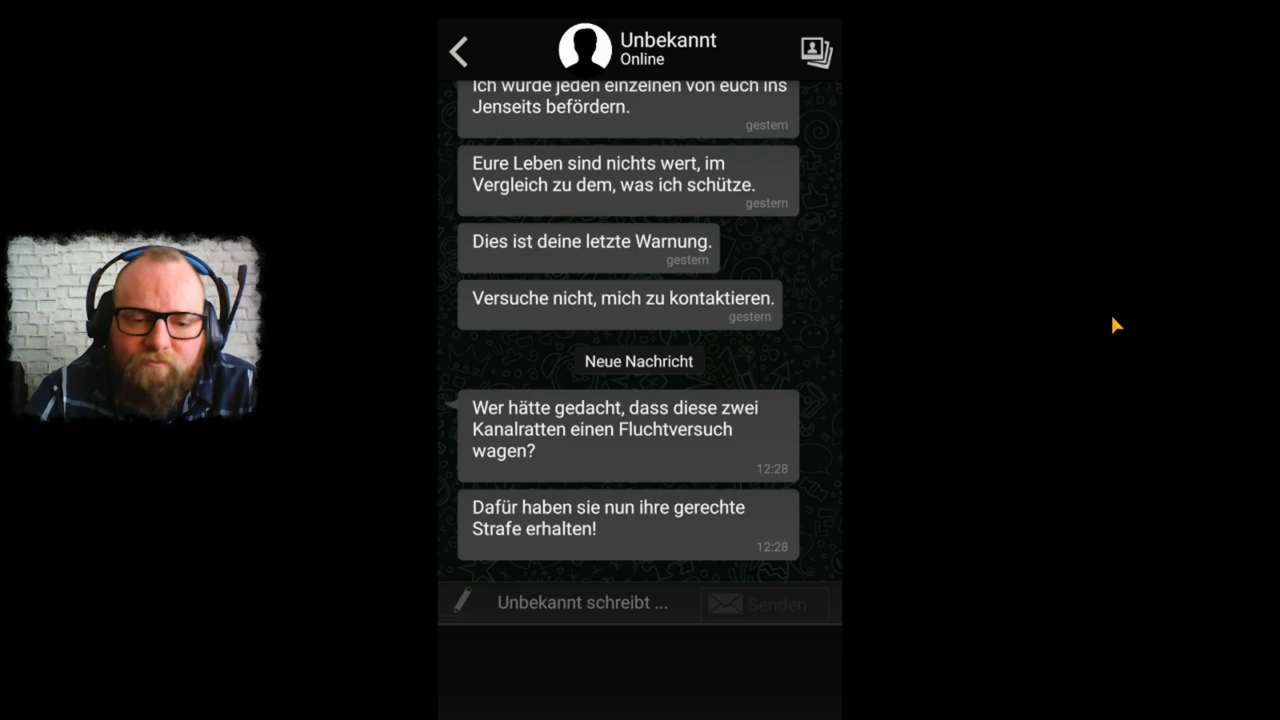 Unbekannt
Online
Ich würde jeden einzelnen von euch ins
Jenseits befördern.
gestern
Eure Leben sind nichts wert, im
Vergleich zu dem, was ich schütze.
gestern
Dies ist deine letzte Warnung.
gestern
Versuche nicht, mich zu kontaktieren.
gestern
Neue Nachricht
Wer hätte gedacht, dass diese zwei
Kanalratten einen Fluchtversuch
wagen?
12:28
Dafür haben sie nun ihre gerechte
Strafe erhalten!
12:28
Unbekannt schreibt ...
Senden